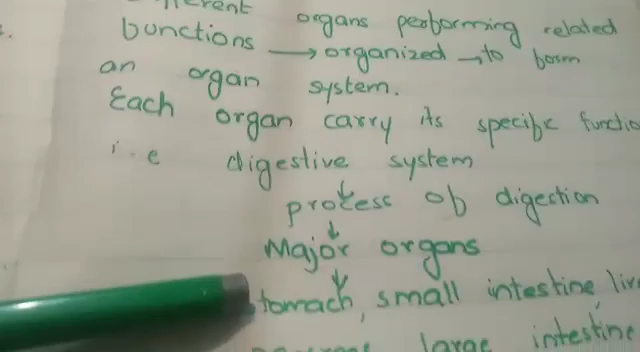 organs performing related
functions → organized → to form
an organ system.
Each organ carry its specific
i.e digestive system
↓
process of digestion
↓
Major organs
↓
small intestine,
large intestine